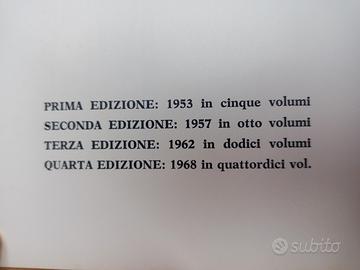 PRIMA EDIZIONE: 1953 in cinque volumi
SECONDA EDIZIONE: 1957 in otto volumi
TERZA EDIZIONE: 1962 in dodici volumi
QUARTA EDIZIONE: 1968 in quattordici vol.
subito